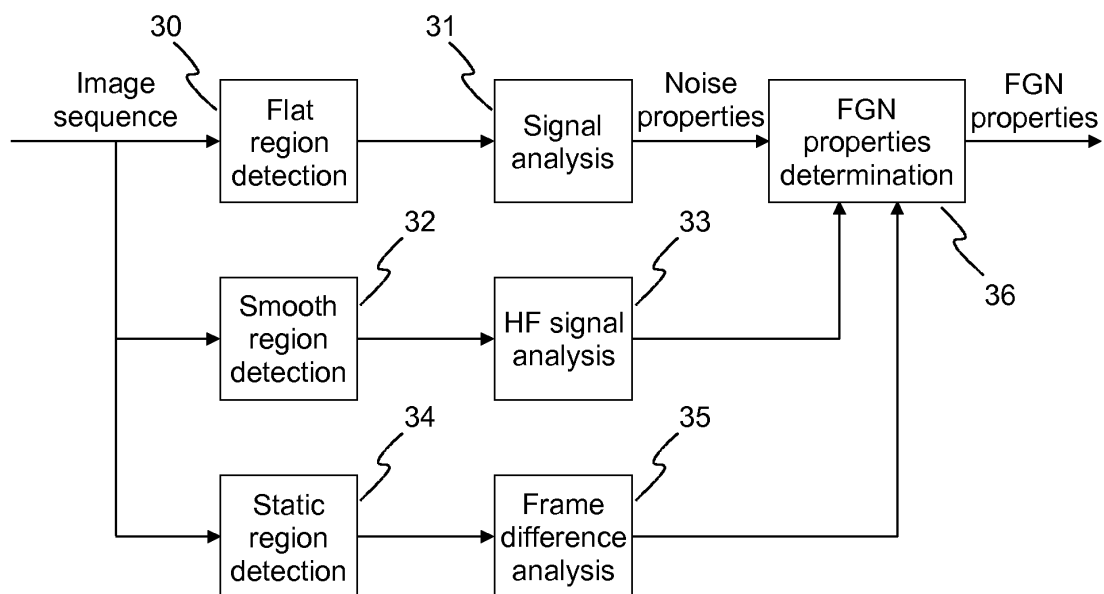 30
31
Image
sequence
Flat
region
detection
Signal
analysis
Noise
properties
FGN
properties
determination
FGN
properties
32
33
36
Smooth
region
detection
HF signal
analysis
34
35
Static
region
detection
Frame
difference
analysis